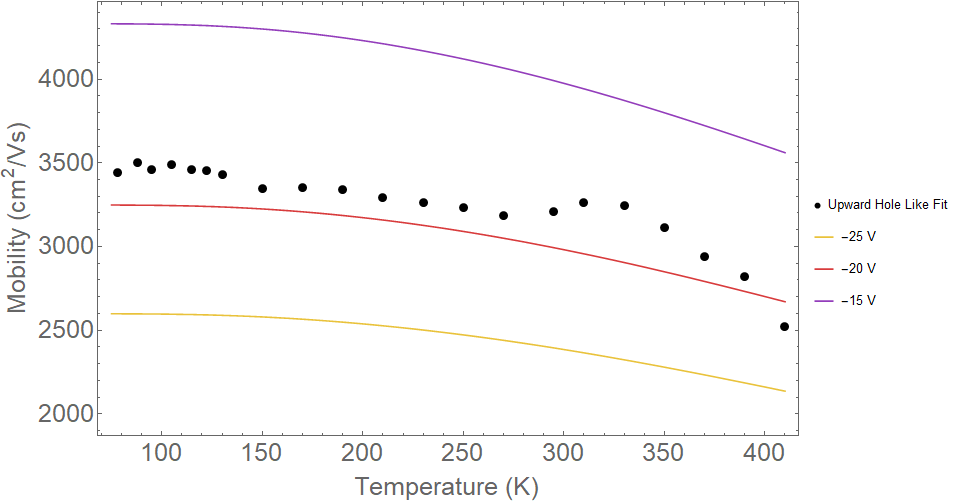 4000
3500
3000
2500
2000
Mobility (cm²/Vs)
100 150 200 250 300 350 400
Temperature (K)
Upward Hole Like Fit
−25 V
−20 V
−15 V